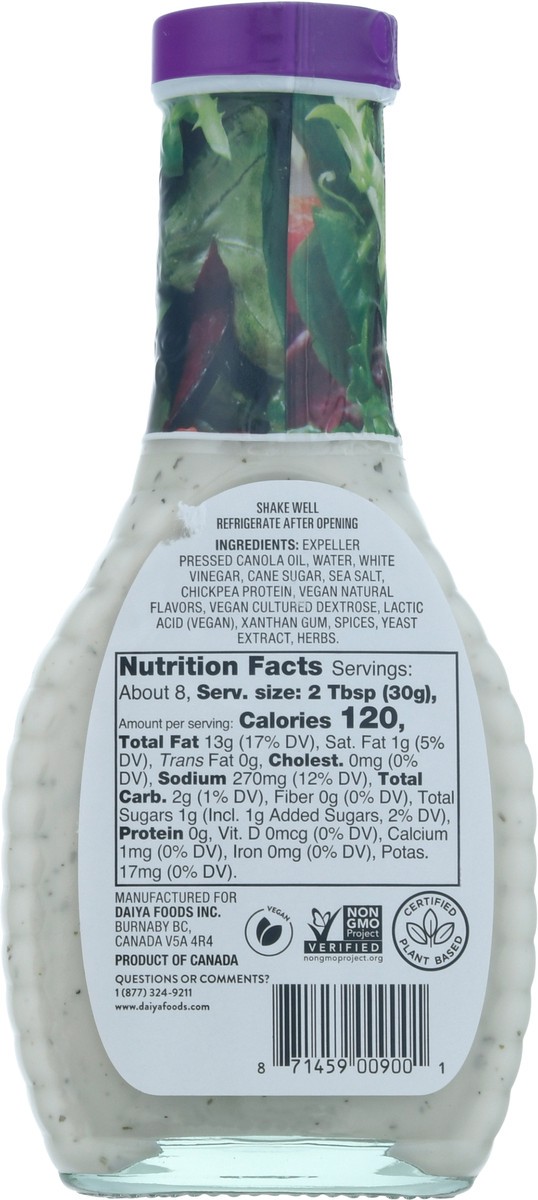 SHAKE WELL
REFRIGERATE AFTER OPENING
INGREDIENTS: EXPELLER
PRESSED CANOLA OIL, WATER, WHITE
VINEGAR, CANE SUGAR, SEA SALT,
CHICKPEA PROTEIN, VEGAN NATURAL
FLAVORS, VEGAN CULTURED DEXTROSE, LACTIC
ACID (VEGAN), XANTHAN GUM, SPICES, YEAST
EXTRACT, HERBS.
Nutrition Facts Servings:
About 8, Serv. size: 2 Tbsp (30g),
Amount per serving: Calories 120,
Total Fat 13g (17% DV), Sat. Fat 1g (5%
DV), Trans Fat 0g, Cholest. 0mg (0%
DV), Sodium 270mg (12% DV), Total
Carb. 2g (1% DV), Fiber 0g (0% DV), Total
Sugars 1g (Incl. 1g Added Sugars, 2% DV),
Protein 0g, Vit. D 0mcg (0% DV), Calcium
1mg (0% DV), Iron 0mg (0% DV), Potas.
17mg (0% DV).
MANUFACTURED FOR
DAIYA FOODS INC.
BURNABY BC,
CANADA V5A 4R4
PRODUCT OF CANADA
QUESTIONS OR COMMENTS?
1 (877) 324-9211
www.daiyafoods.com
VEGAN
NON
GMO
Project
VERIFIED
nongmoproject.org
CERTIFIED
PLANT BASED
8 71459 00900 1